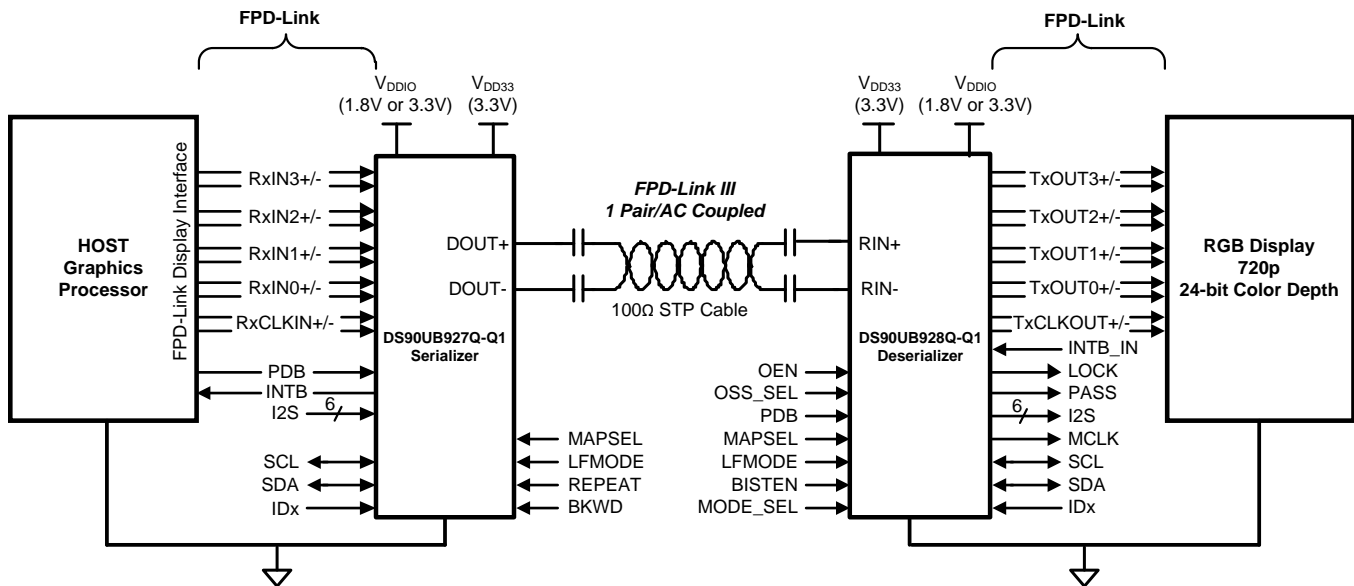 FPD-Link
FPD-Link
VDDIO
(1.8V or 3.3V)
VDD33
(3.3V)
VDD33
(3.3V)
VDDIO
(1.8V or 3.3V)
HOST
Graphics
Processor
FPD-Link Display Interface
RxIN3+/-
RxIN2+/-
RxIN1+/-
RxIN0+/-
RxCLKIN+/-
PDB
INTB
I2S
6
SCL
SDA
IDx
DOUT+
DOUT-
DS90UB927Q-Q1
Serializer
MAPSEL
LFMODE
REPEAT
BKWD
FPD-Link III
1 Pair/AC Coupled
100Ω STP Cable
RIN+
RIN-
DS90UB928Q-Q1
Deserializer
OEN
OSS_SEL
PDB
MAPSEL
LFMODE
BISTEN
MODE_SEL
TxOUT3+/-
TxOUT2+/-
TxOUT1+/-
TxOUT0+/-
TxCLKOUT+/-
INTB_IN
LOCK
PASS
6
I2S
MCLK
SCL
SDA
IDx
RGB Display
720p
24-bit Color Depth